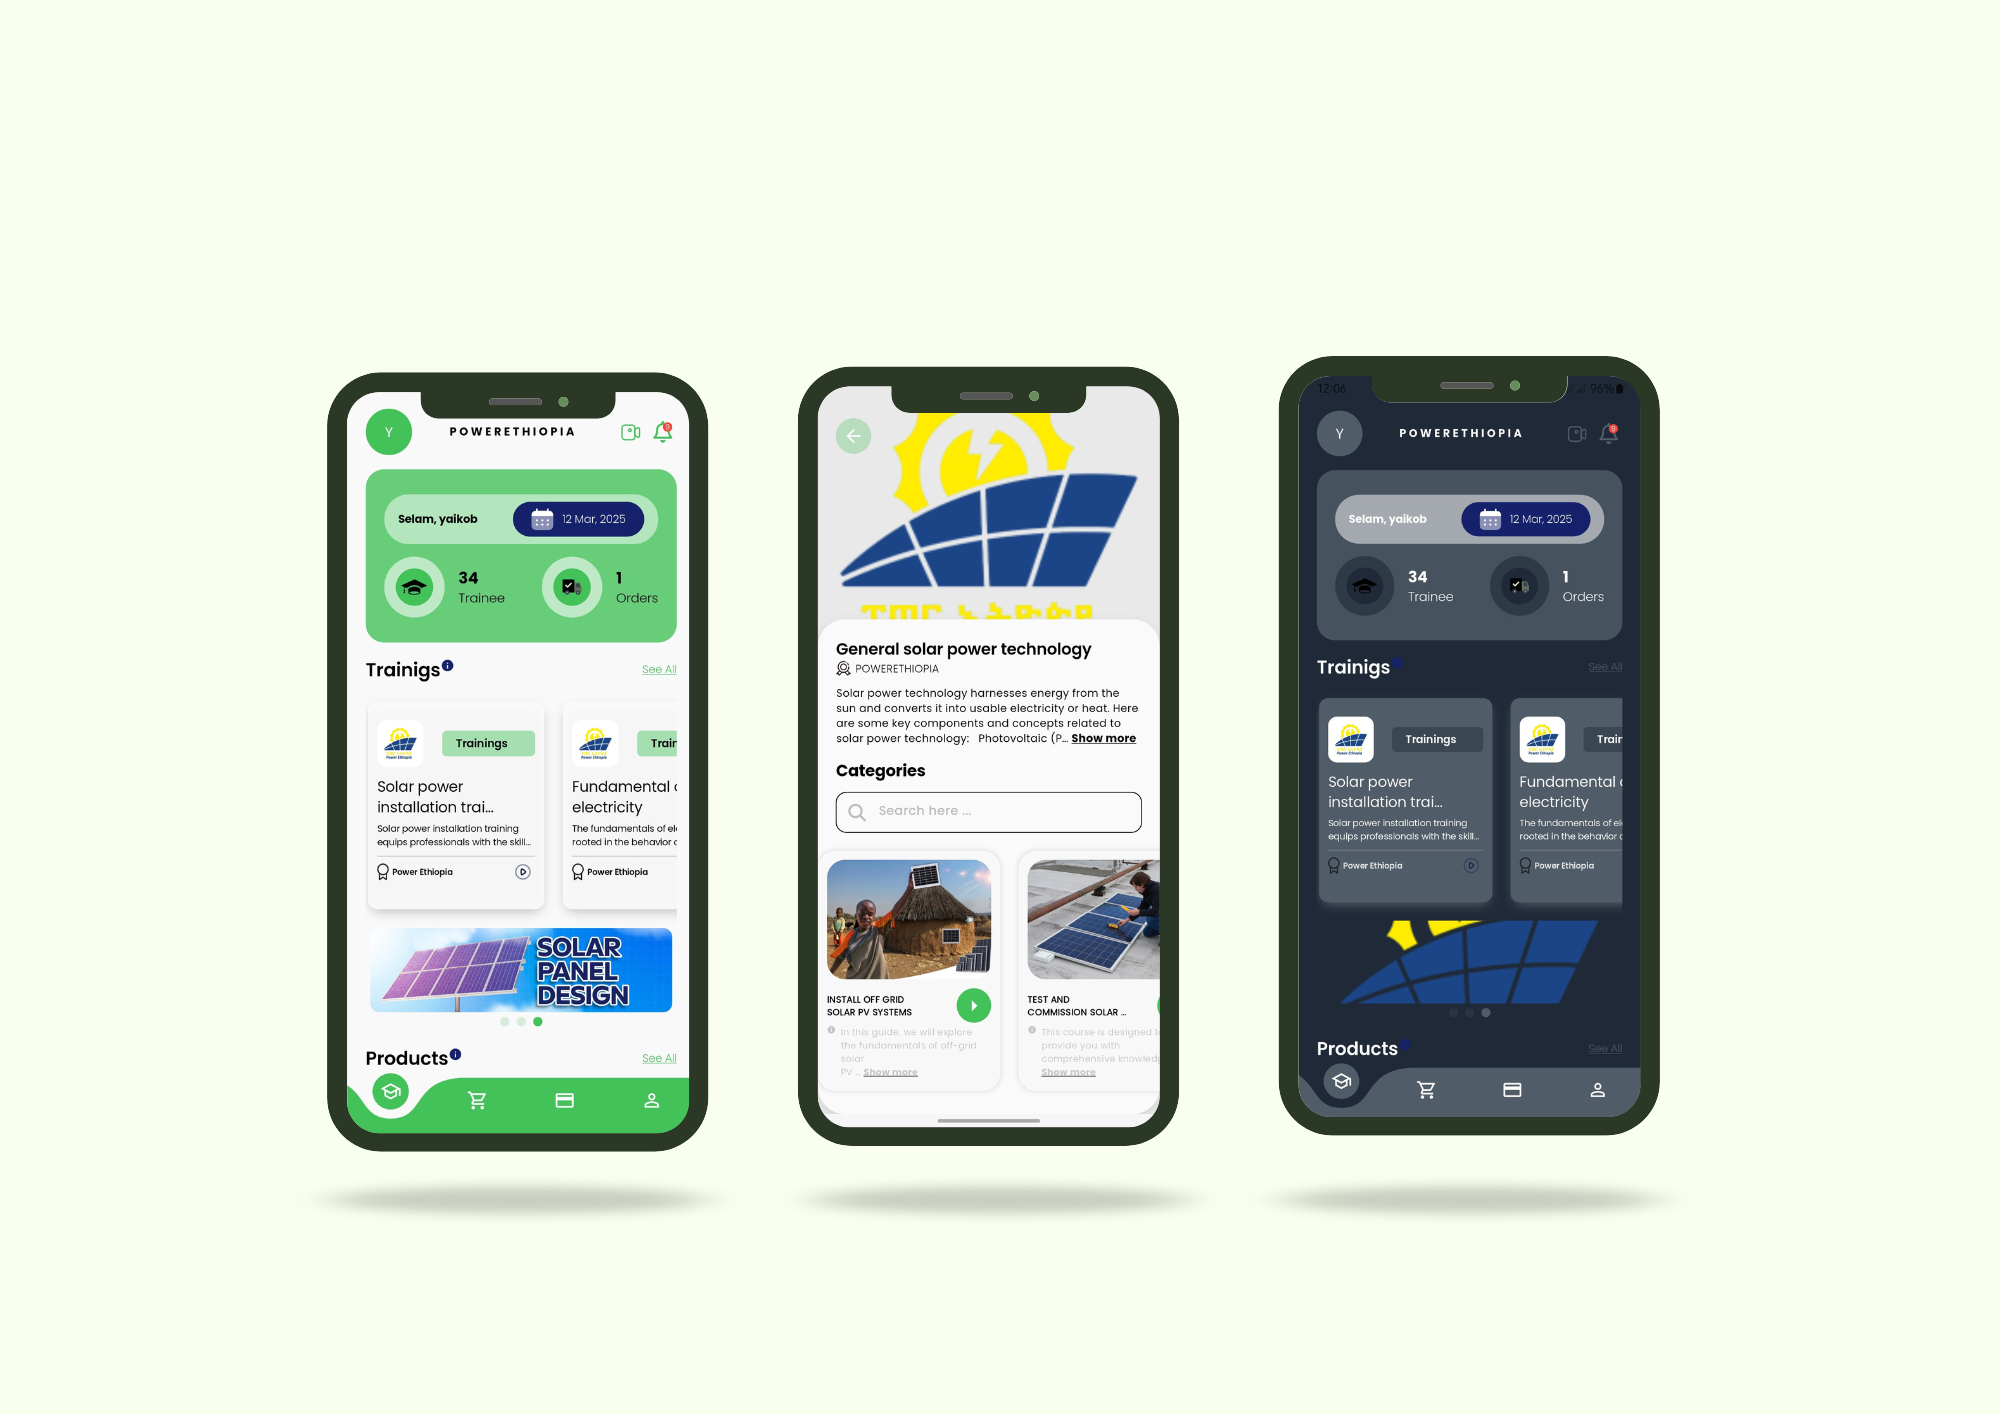 Y
POWERETHIOPIA
Selam, yaikob
12 Mar, 2025
34
Trainee
1
Orders
Trainigs
See All
Trainings
Solar power
installation trai...
Solar power installation training
equips professionals with the skill...
Power Ethiopia
Train
Fundamental
electricity
The fundamentals of el
rooted in the behavior
Power Ethiopia
SOLAR
PANEL
DESIGN
Products
See All
General solar power technology
POWERETHIOPIA
Solar power technology harnesses energy from the
sun and converts it into usable electricity or heat. Here
are some key components and concepts related to
solar power technology: Photovoltaic (P... Show more
Categories
Search here ...
INSTALL OFF GRID
SOLAR PV SYSTEMS
In this guide, we will explore
the fundamentals of off-grid
solar
PV ... Show more
TEST AND
COMMISSION SOLAR ...
This course is designed t
provide you with
comprehensive knowledg
Show more
12:06
96%
Y
POWERETHIOPIA
Selam, yaikob
12 Mar, 2025
34
Trainee
1
Orders
Trainigs
See All
Trainings
Solar power
installation trai...
Solar power installation training
equips professionals with the skill...
Power Ethiopia
Train
Fundamental
electricity
The fundamentals of el
rooted in the behavior
Power Ethiopia
Products
See All